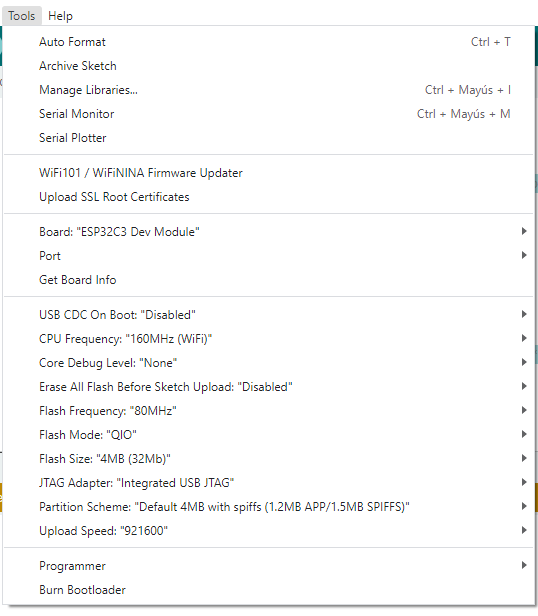 Tools Help
Auto Format Ctrl + T
Archive Sketch
Manage Libraries... Ctrl + Mayús + I
Serial Monitor Ctrl + Mayús + M
Serial Plotter
WiFi101 / WiFiNINA Firmware Updater
Upload SSL Root Certificates
Board: "ESP32C3 Dev Module"
Port
Get Board Info
USB CDC On Boot: "Disabled"
CPU Frequency: "160MHz (WiFi)"
Core Debug Level: "None"
Erase All Flash Before Sketch Upload: "Disabled"
Flash Frequency: "80MHz"
Flash Mode: "QIO"
Flash Size: "4MB (32Mb)"
JTAG Adapter: "Integrated USB JTAG"
Partition Scheme: "Default 4MB with spiffs (1.2MB APP/1.5MB SPIFFS)"
Upload Speed: "921600"
Programmer
Burn Bootloader